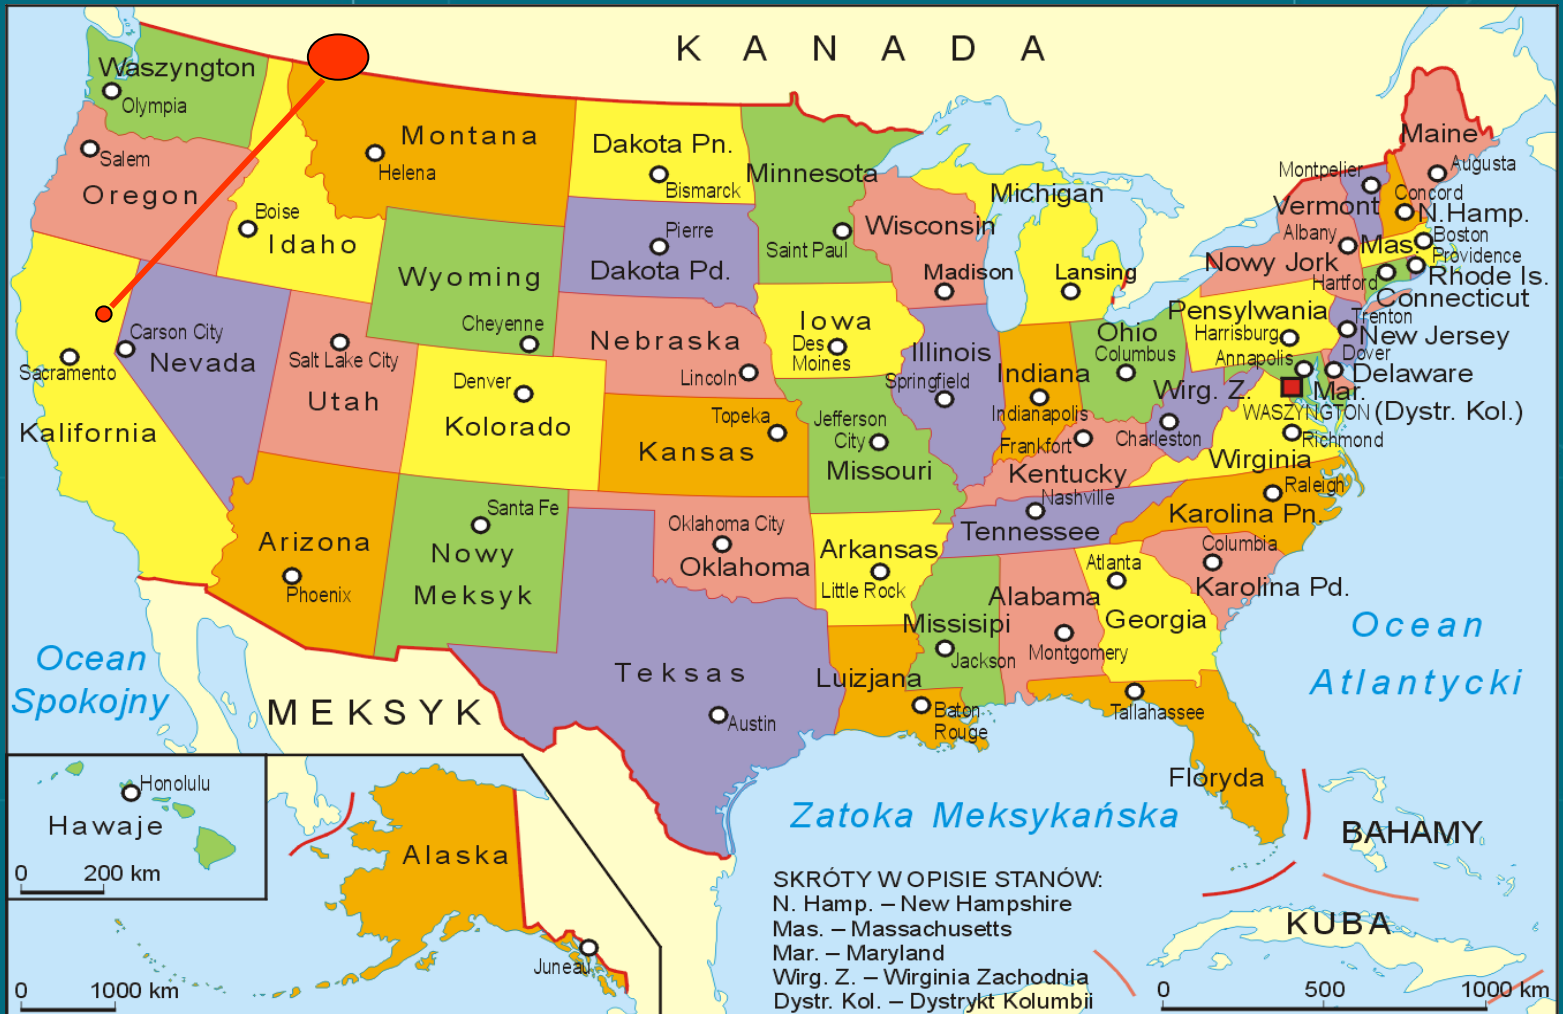 KANADA
Waszyngton
Olympia
Salem
Oregon
Montana
Helena
Boise
Idaho
Dakota Pn.
Bismarck
Minnesota
Saint Paul
Pierre
Dakota Pd.
Wyoming
Cheyenne
Wisconsin
Madison
Michigan
Lansing
Maine
Augusta
Montpelier
Vermont
Concord
N.Hamp.
Albany
Nowy Jork
Mas.
Boston
Providence
Rhode Is.
Hartford
Connecticut
Carson City
Nevada
Sacramento
Kalifornia
Salt Lake City
Utah
Denver
Kolorado
Nebraska
Lincoln
Iowa
Des
Moines
Illinois
Springfield
Indiana
Indianapolis
Ohio
Columbus
Pensylwania
Harrisburg
Trenton
New Jersey
Annapolis
Dover
Delaware
Mar.
WASZYNGTON (Dystr. Kol.)
Wirg. Z.
Charleston
Richmond
Wirginia
Topeka
Kansas
Jefferson
City
Missouri
Frankfort
Kentucky
Nashville
Tennessee
Raleigh
Karolina Pn.
Columbia
Karolina Pd.
Arizona
Phoenix
Santa Fe
Nowy
Meksyk
Oklahoma City
Oklahoma
Arkansas
Little Rock
Missisipi
Jackson
Alabama
Montgomery
Atlanta
Georgia
Teksas
Austin
Luizjana
Baton
Rouge
Tallahassee
Floryda
Ocean
Spokojny
MEKSYK
Ocean
Atlantycki
Zatoka Meksykańska
BAHAMY
KUBA
Honolulu
Hawaje
0 200 km
Alaska
Juneau
0 1000 km
SKRÓTY W OPISIE STANÓW:
N. Hamp. – New Hampshire
Mas. – Massachusetts
Mar. – Maryland
Wirg. Z. – Wirginia Zachodnia
Dystr. Kol. – Dystrykt Kolumbii
0 500 1000 km